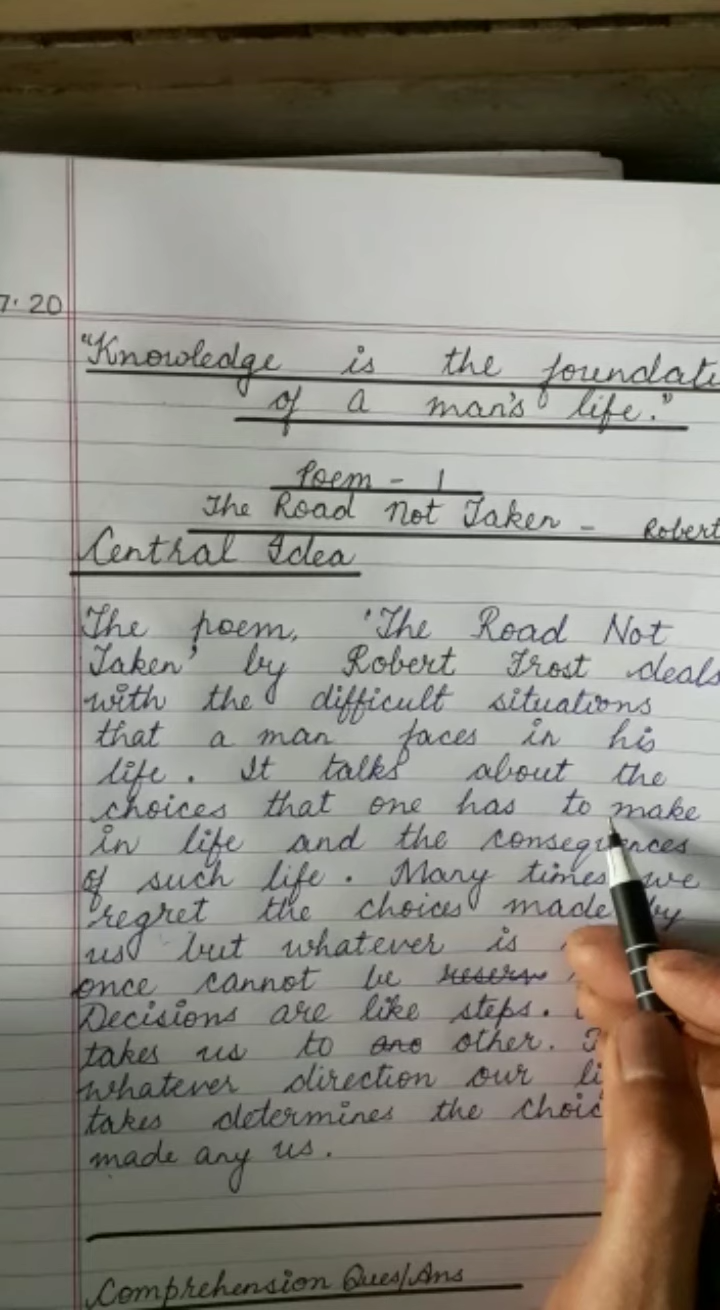 7.20
"Knowledge is the foundati
of a man's life."
Poem - 1
The Road Not Taken - Robert
Central Idea
The poem, 'The Road Not
Taken' by Robert Frost deals
with the difficult situations
that a man faces in his
life. It talks about the
choices that one has to make
in life and the consequences
of such life. Many times we
regret the choices made by
us but whatever is
once cannot be
Decisions are like steps.
takes us to other.
whatever direction our li
takes determines the choic
made any us.
Comprehension Ques/Ans